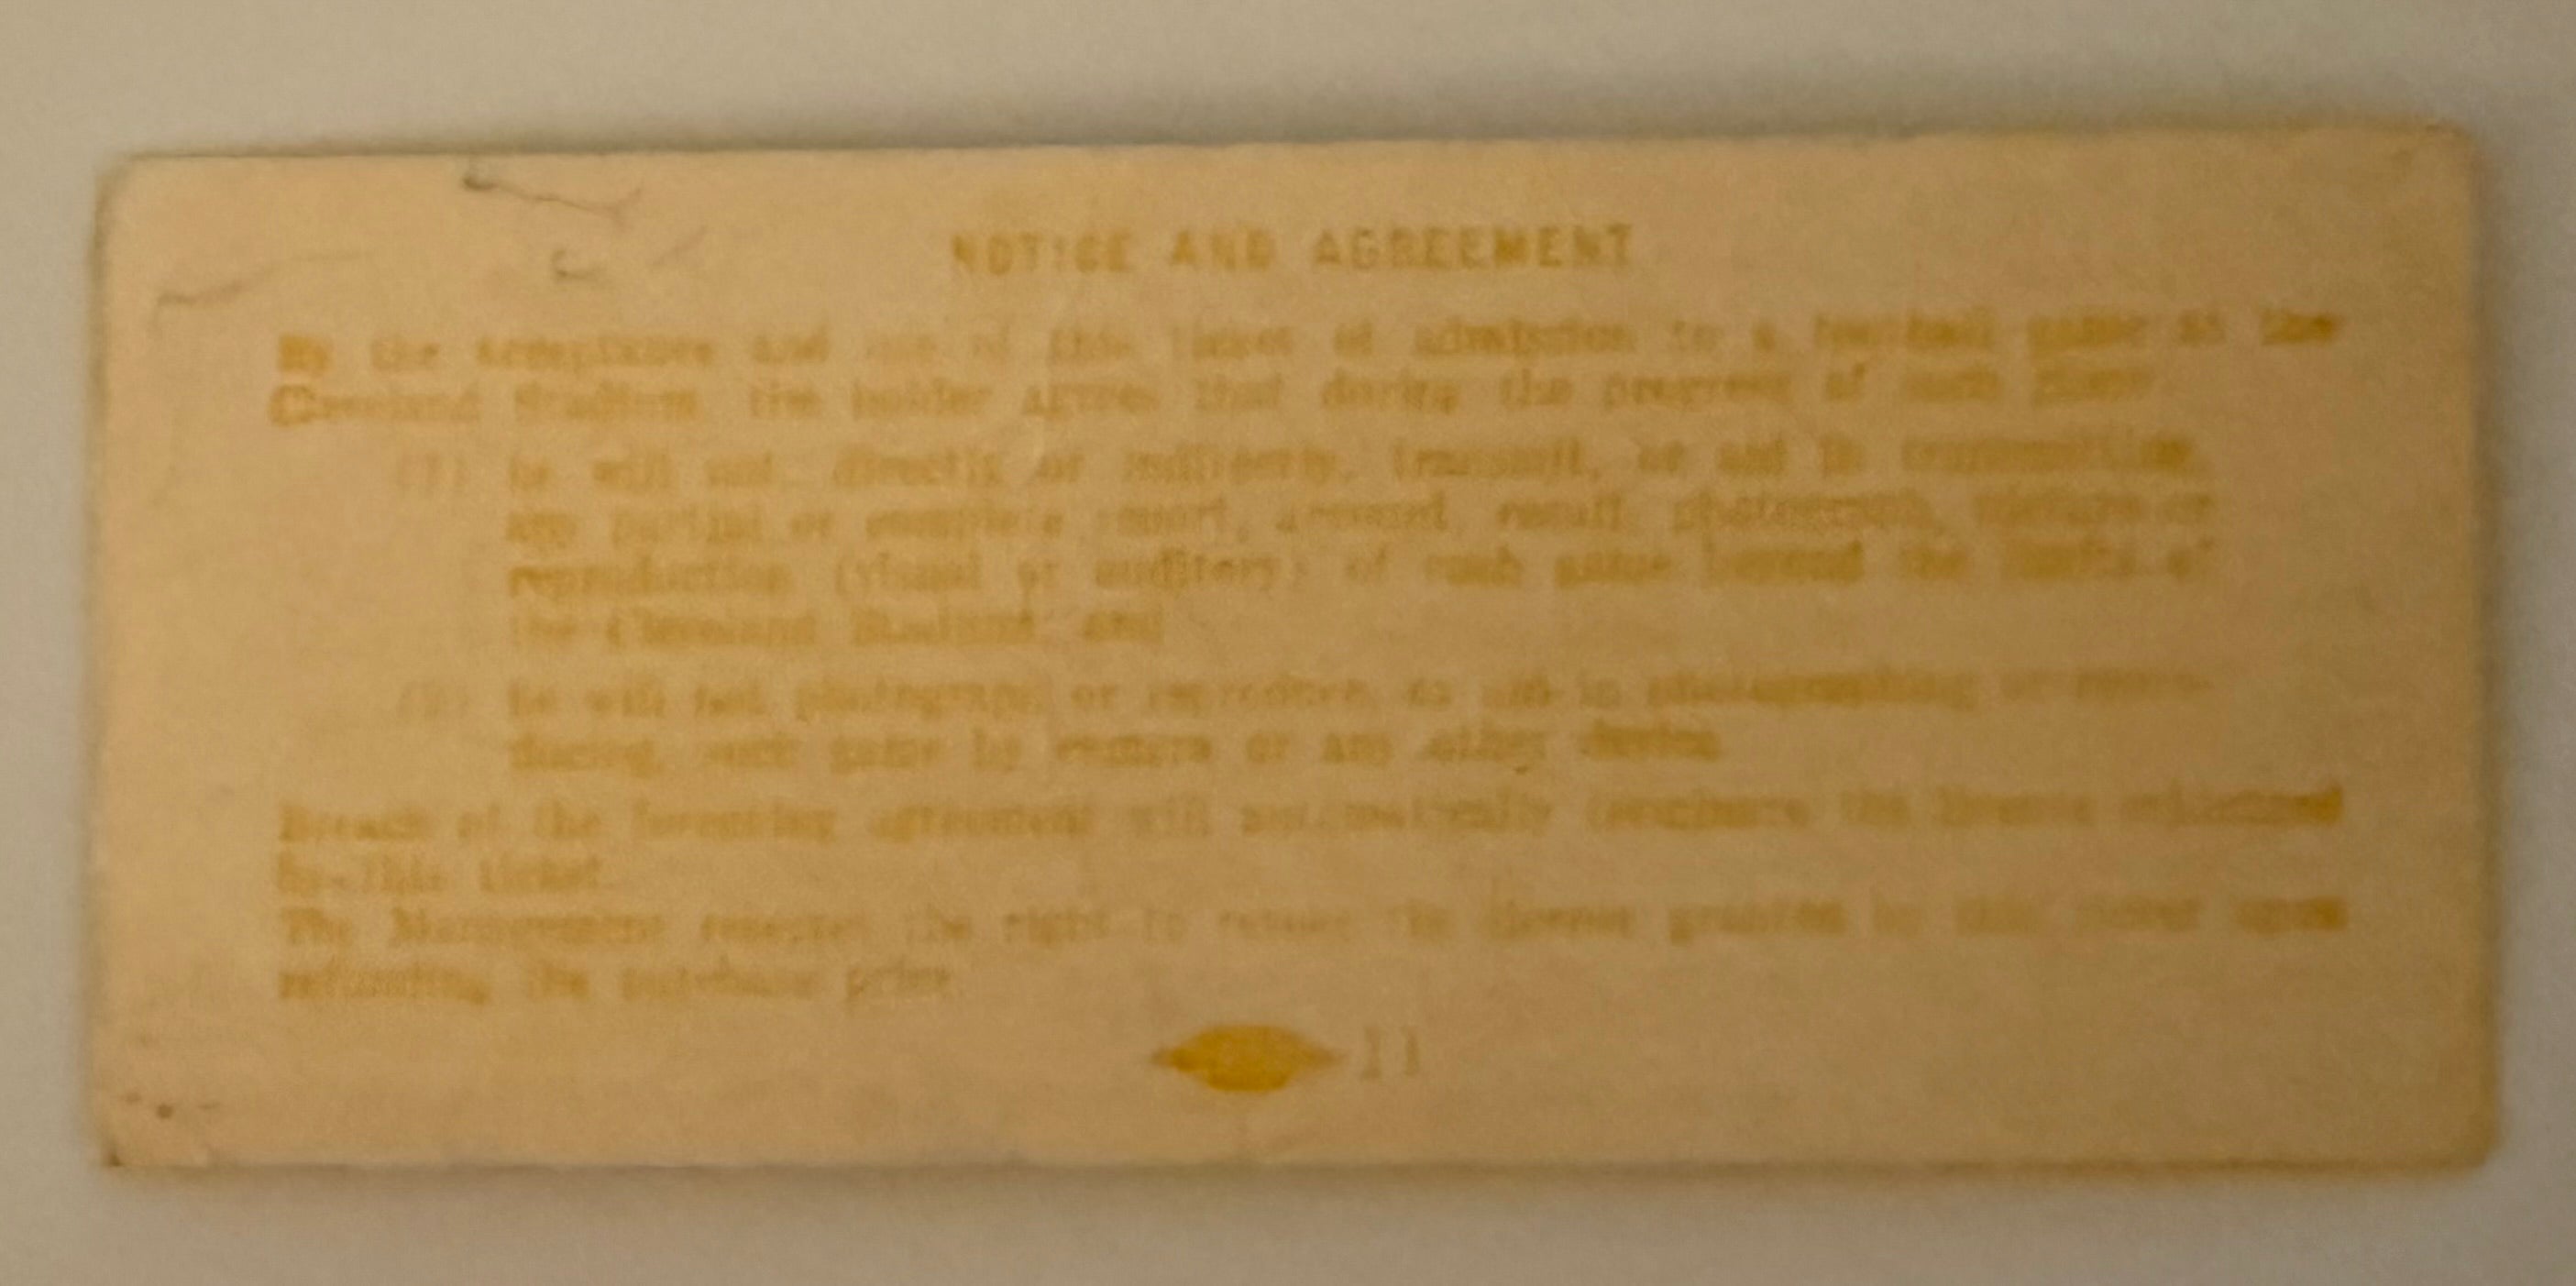 NOTICE AND AGREEMENT
By the acceptance and use of this ticket of admission to a football game at the
Cleveland Stadium, the holder agrees that during the progress of such game
(1) he will not, directly or indirectly, transmit, or aid in transmitting,
any partial or complete report, account, result, photograph, picture or
reproduction (visual or auditory) of such game beyond the limits of
the Cleveland Stadium, and
(2) he will not photograph or reproduce, or aid in photographing or repro-
ducing, such game by camera or any other device.
Breach of the foregoing agreement will automatically terminate the license evidenced
by this ticket.
The Management reserves the right to revoke the license granted by this ticket upon
refunding the purchase price.
11